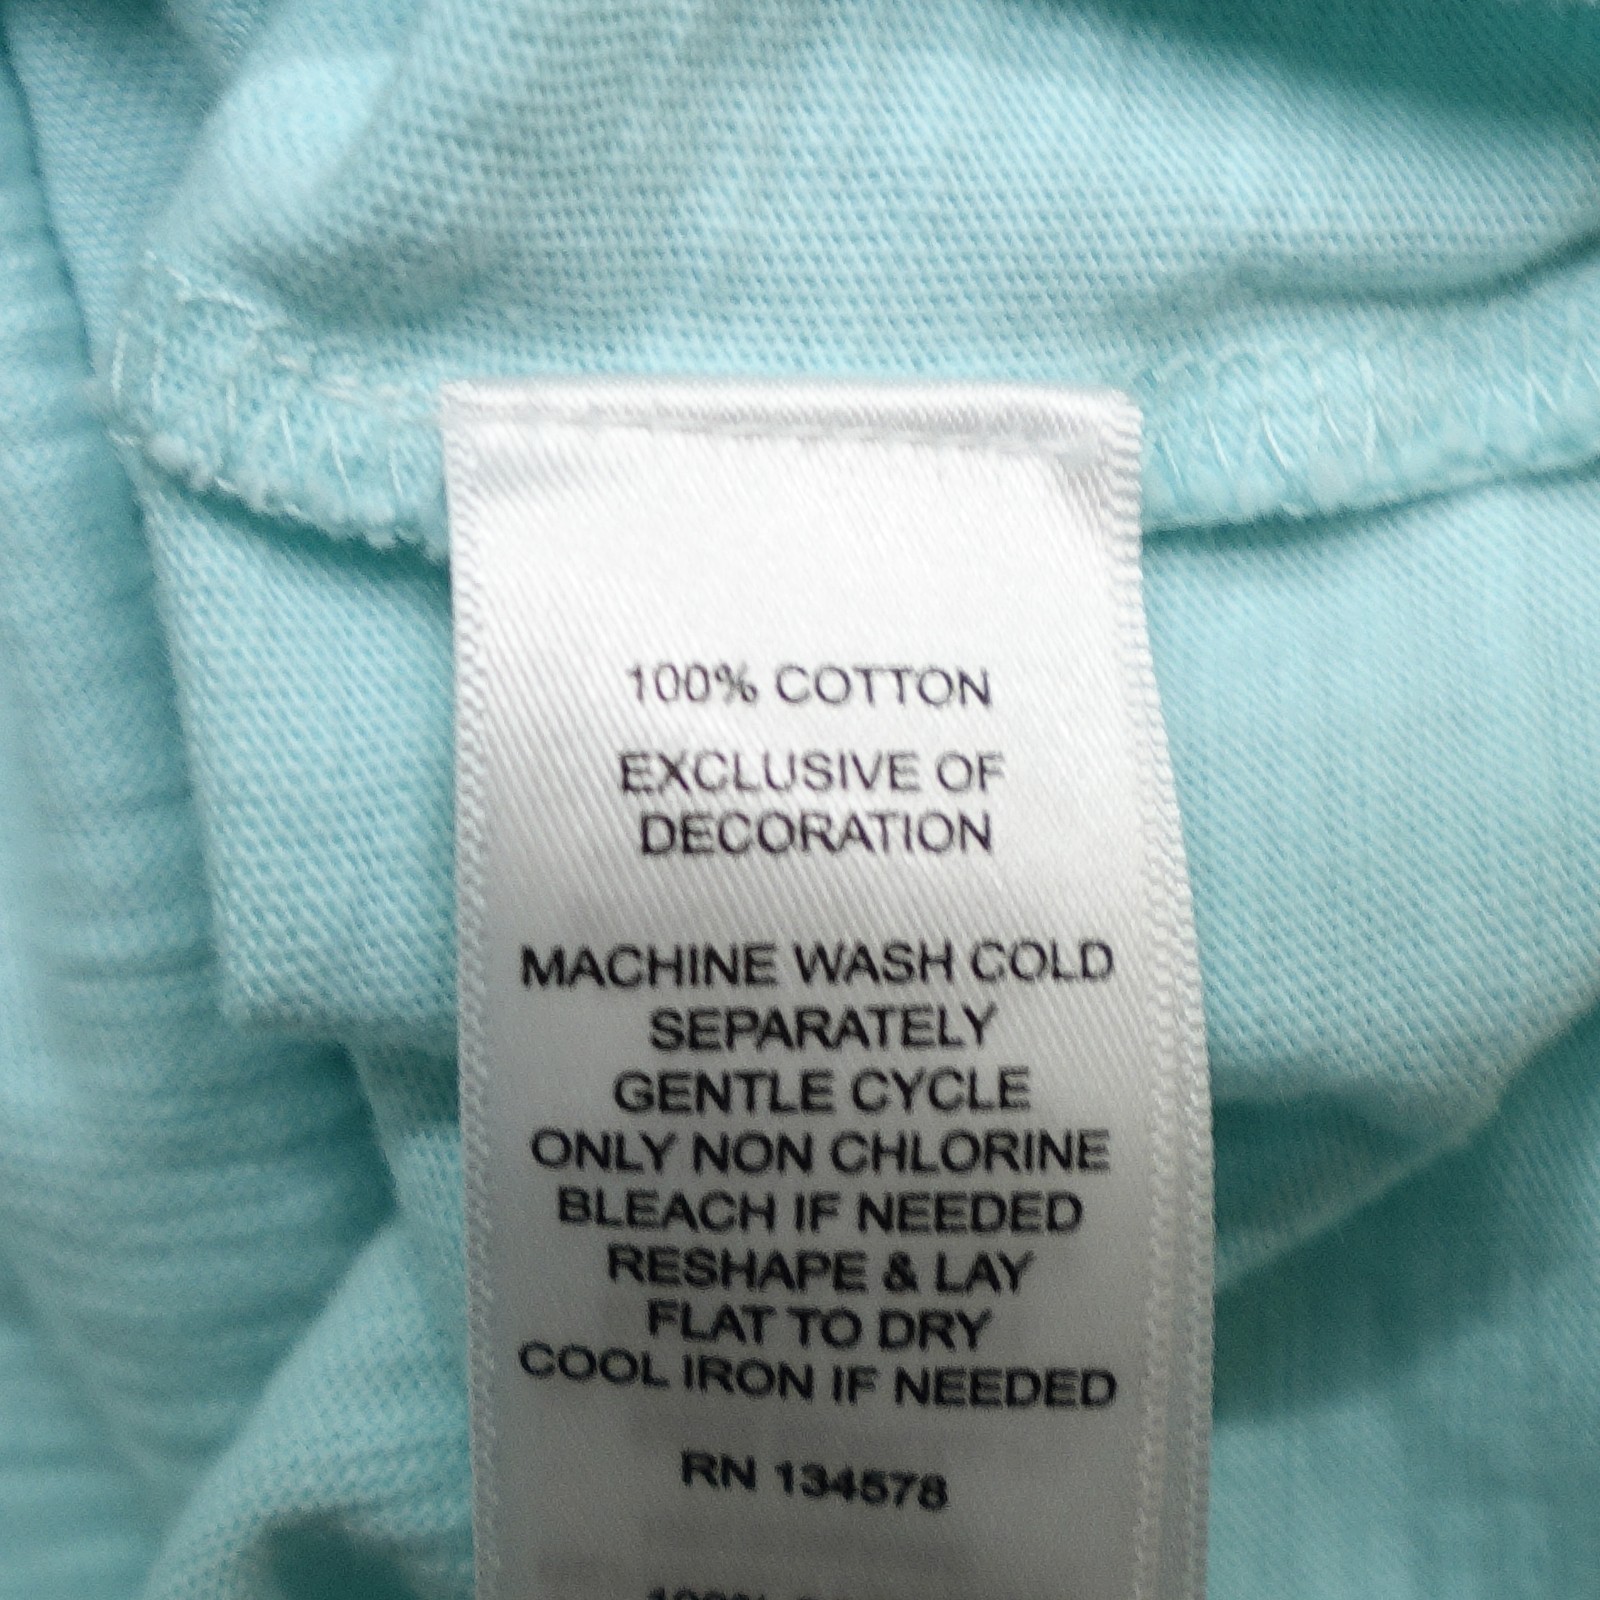 100% COTTON
EXCLUSIVE OF
DECORATION
MACHINE WASH COLD
SEPARATELY
GENTLE CYCLE
ONLY NON CHLORINE
BLEACH IF NEEDED
RESHAPE & LAY
FLAT TO DRY
COOL IRON IF NEEDED
RN 134578
100%